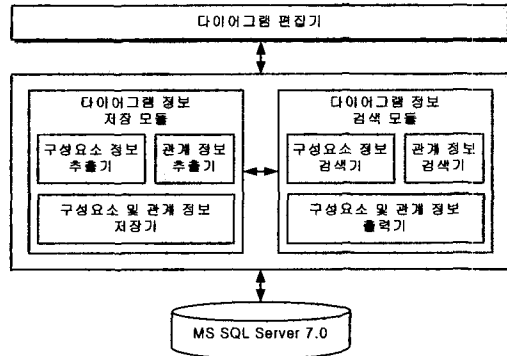 다이어그램 편집기
다이어그램 정보
저장 모듈
구성요소 정보
추출기
관계 정보
추출기
구성요소 및 관계 정보
저장기
다이어그램 정보
검색 모듈
구성요소 정보
검색기
관계 정보
검색기
구성요소 및 관계 정보
출력기
MS SQL Server 7.0